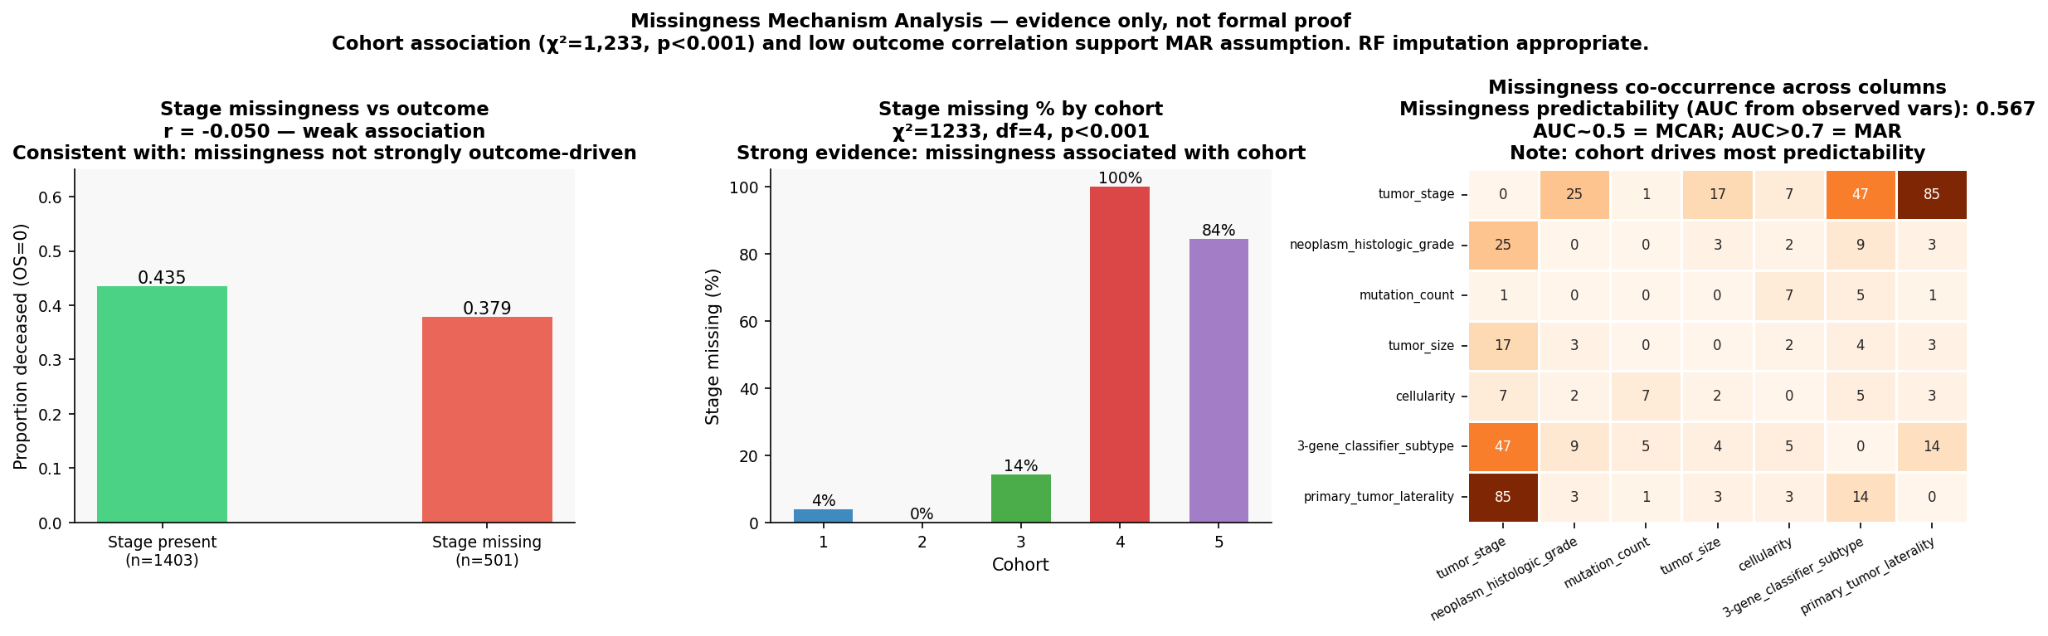 Missingness Mechanism Analysis — evidence only, not formal proof
Cohort association (χ²=1,233, p<0.001) and low outcome correlation support MAR assumption. RF imputation appropriate.
Stage missingness vs outcome
r = -0.050 — weak association
Consistent with: missingness not strongly outcome-driven
Proportion deceased (OS=0)
0.6
0.5
0.4
0.3
0.2
0.1
0.0
0.435
0.379
Stage present
(n=1403)
Stage missing
(n=501)
Stage missing % by cohort
χ²=1233, df=4, p<0.001
Strong evidence: missingness associated with cohort
Stage missing (%)
100
80
60
40
20
0
4%
0%
14%
100%
84%
1 2 3 4 5
Cohort
Missingness co-occurrence across columns
Missingness predictability (AUC from observed vars): 0.567
AUC~0.5 = MCAR; AUC>0.7 = MAR
Note: cohort drives most predictability
tumor_stage 0 25 1 17 7 47 85
neoplasm_histologic_grade 25 0 0 3 2 9 3
mutation_count 1 0 0 0 7 5 1
tumor_size 17 3 0 0 2 4 3
cellularity 7 2 7 2 0 5 3
3-gene_classifier_subtype 47 9 5 4 5 0 14
primary_tumor_laterality 85 3 1 3 3 14 0
tumor_stage
neoplasm_histologic_grade
mutation_count
tumor_size
cellularity
3-gene_classifier_subtype
primary_tumor_laterality